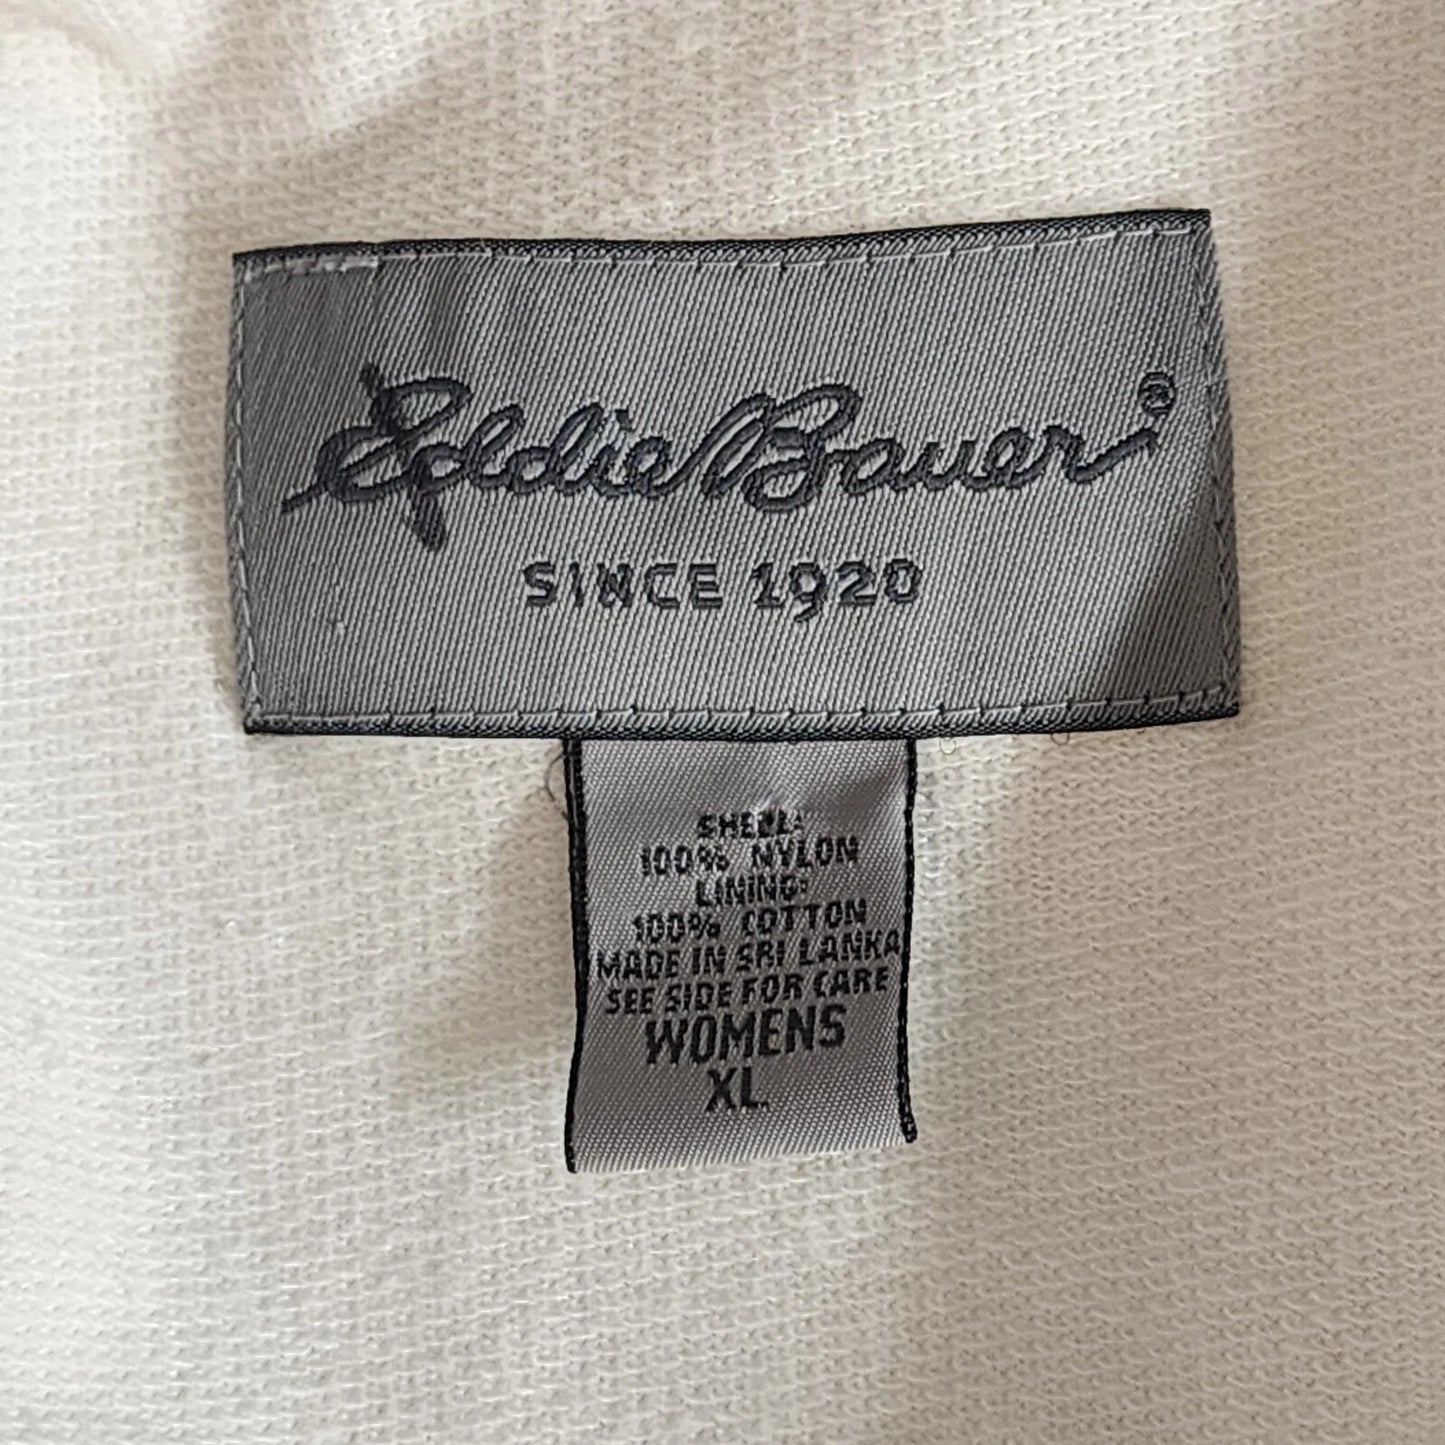 Eddie Bauer®
SINCE 1920
SHELL:
100% NYLON
LINING:
100% COTTON
MADE IN SRI LANKA
SEE SIDE FOR CARE
WOMENS
XL